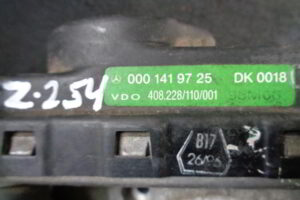 000 141 97 25 DK 0018
VDO 408.228/110/001
Z-254
B17
26/06